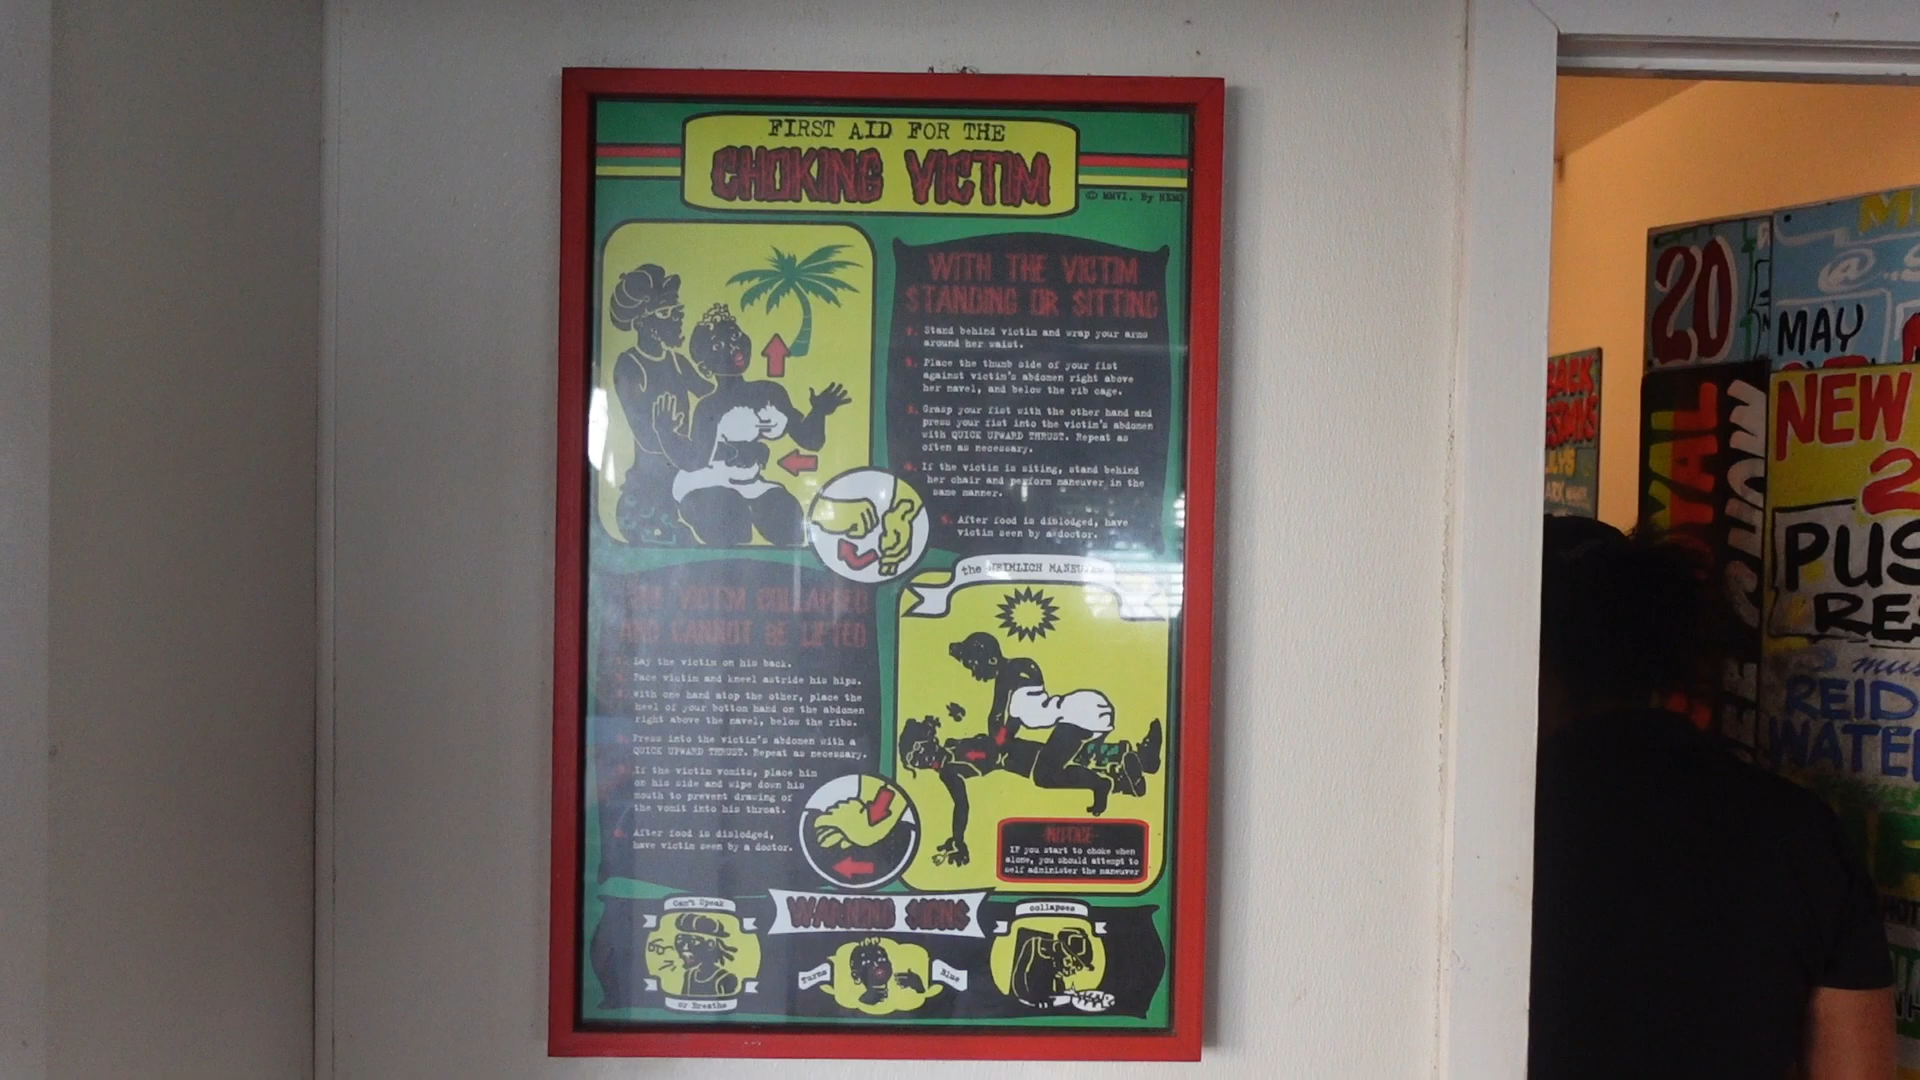 FIRST AID FOR THE
CHOKING VICTIM
© MMVI. By NEMO
WITH THE VICTIM
STANDING OR SITTING
1. Stand behind victim and wrap your arms
around her waist.
2. Place the thumb side of your fist
against victim's abdomen right above
her navel, and below the rib cage.
3. Grasp your fist with the other hand and
press your fist into the victim's abdomen
with QUICK UPWARD THRUST. Repeat as
often as necessary.
4. If the victim is siting, stand behind
her chair and perform maneuver in the
same manner.
5. After food is dislodged, have
victim seen by a doctor.
the HEIMLICH MANEUVER
VICTIM COLLAPSED
AND CANNOT BE LIFTED
Lay the victim on his back.
Face victim and kneel astride his hips.
With one hand atop the other, place the
heel of your bottom hand on the abdomen
right above the navel, below the ribs.
Press into the victim's abdomen with a
QUICK UPWARD THRUST. Repeat as necessary.
If the victim vomits, place him
on his side and wipe down his
mouth to prevent drawing of
the vomit into his throat.
After food is dislodged,
have victim seen by a doctor.
NOTICE
IF you start to choke when
alone, you should attempt to
self administer the maneuver
WARNING SIGNS
Can't Speak
or Breathe
Turns
Blue
collapses
20
MAY
NEW
2
PUS
RE
REID
WATE